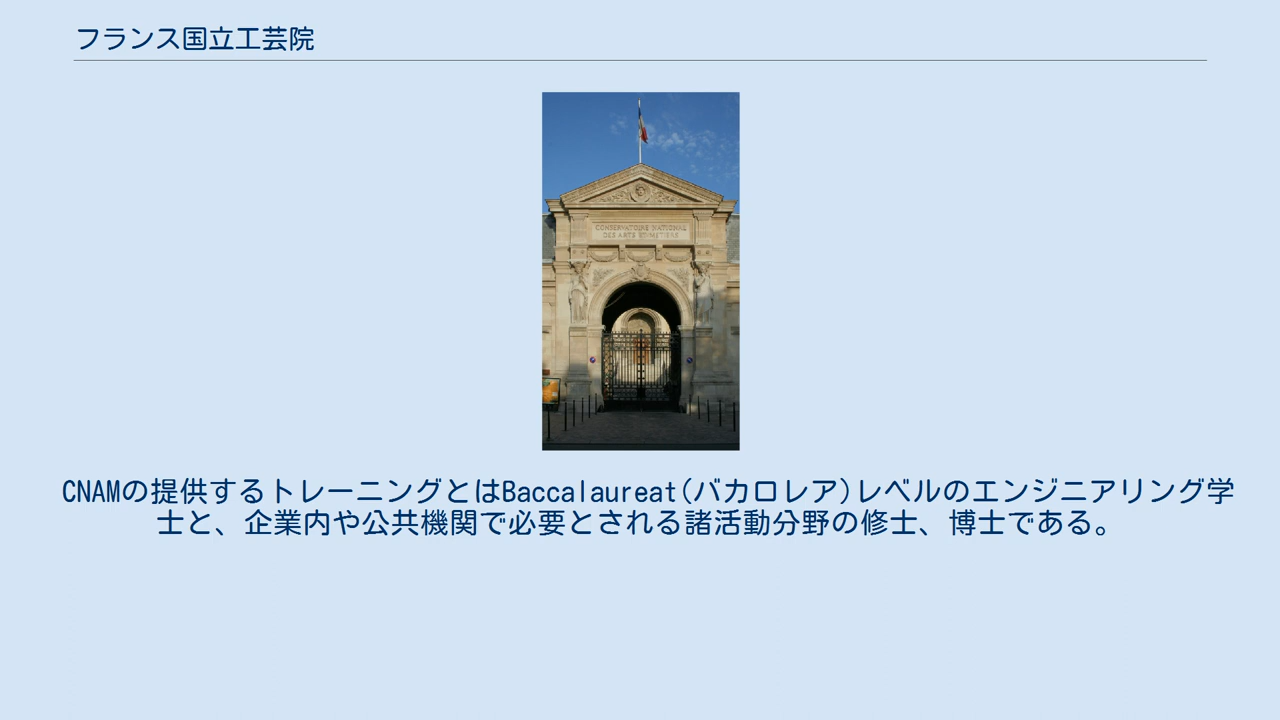 フランス国立工芸院
CONSERVATOIRE NATIONAL
DES ARTS ET METIERS
CNAMの提供するトレーニングとはBaccalaureat(バカロレア)レベルのエンジニアリング学
士と、企業内や公共機関で必要とされる諸活動分野の修士、博士である。